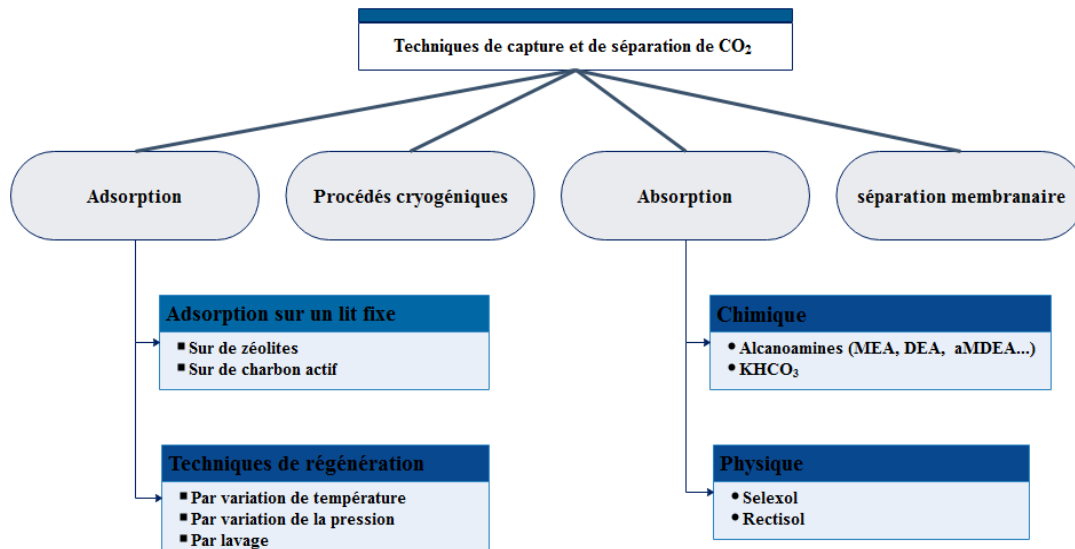 Techniques de capture et de séparation de CO₂
Adsorption
Procédés cryogéniques
Absorption
séparation membranaire
Adsorption sur un lit fixe
▪ Sur de zéolites
▪ Sur de charbon actif
Chimique
• Alcanoamines (MEA, DEA, aMDEA...)
• KHCO₃
Techniques de régénération
▪ Par variation de température
▪ Par variation de la pression
▪ Par lavage
Physique
• Selexol
• Rectisol